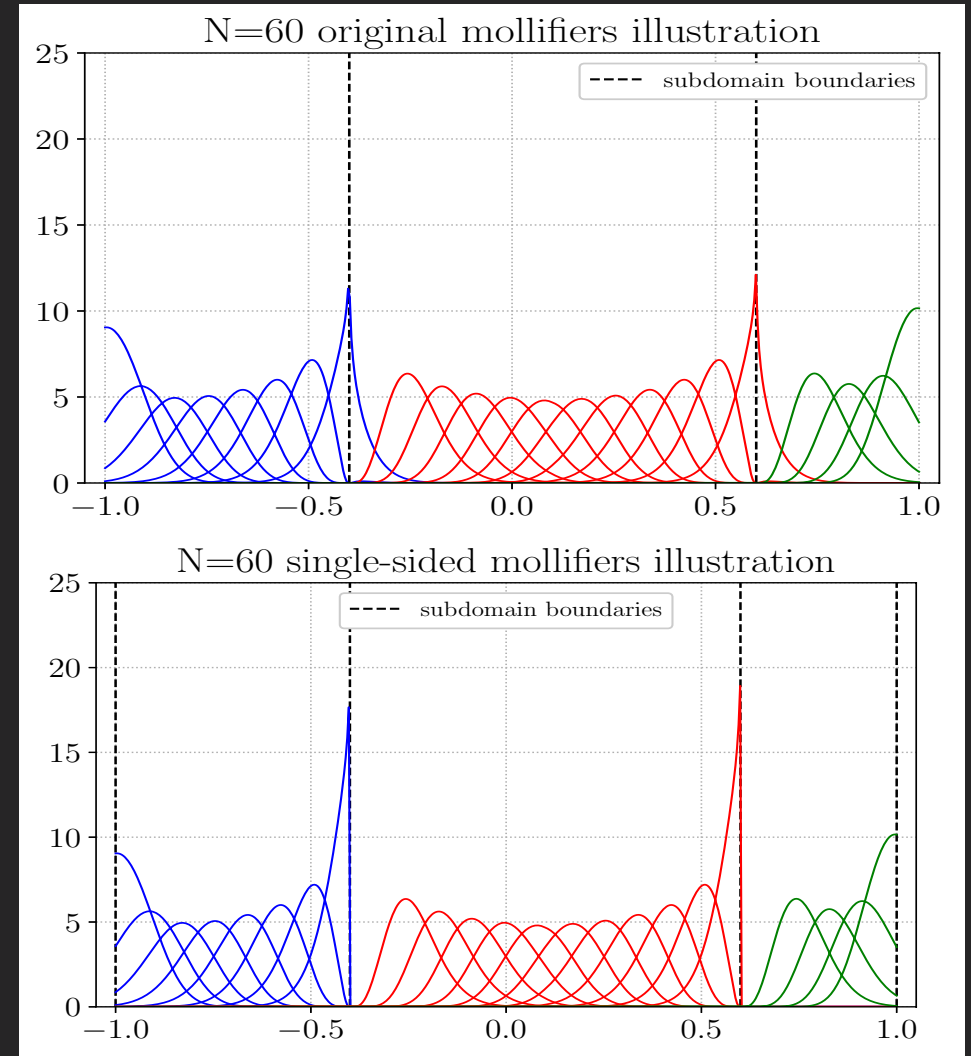 N=60 original mollifiers illustration
25
subdomain boundaries
20
15
10
5
0
−1.0 −0.5 0.0 0.5 1.0
N=60 single-sided mollifiers illustration
25
subdomain boundaries
20
15
10
5
0
−1.0 −0.5 0.0 0.5 1.0